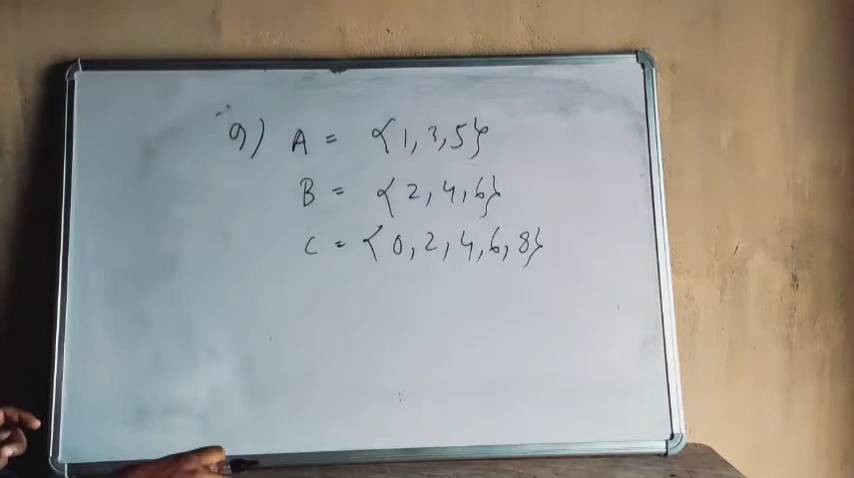 9) A = {1, 3, 5}
B = {2, 4, 6}
C = {0, 2, 4, 6, 8}